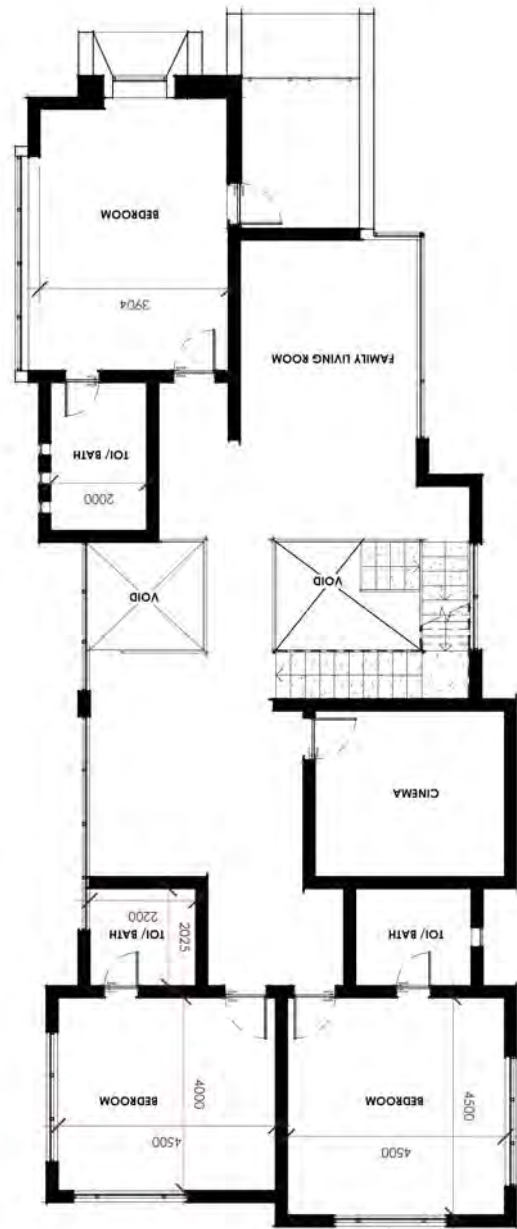 4500
4500
4500
BEDROOM
BEDROOM
4000
TOI/ BATH
TOI/ BATH
2025
2200
CINEMA
VOID
VOID
2000
TOI/ BATH
FAMILY LIVING ROOM
3904
BEDROOM